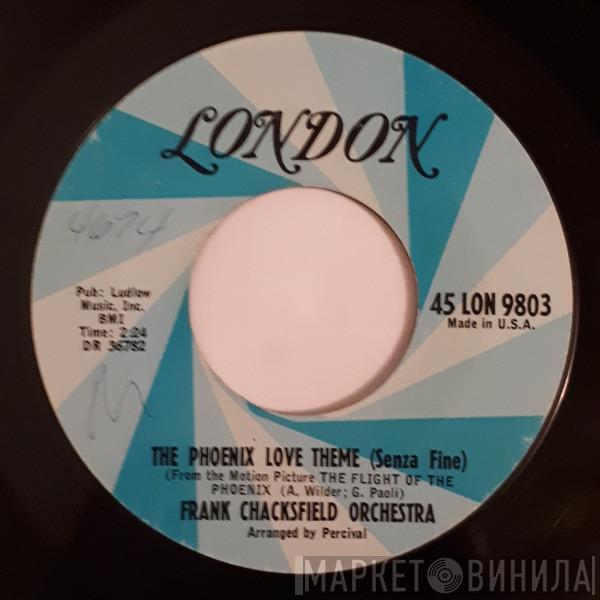 LONDON
4674
Pub: Ludlow
Music, Inc.
BMI
Time: 2:24
DR 36782
M
45 LON 9803
Made in U.S.A.
THE PHOENIX LOVE THEME (Senza Fine)
(From the Motion Picture THE FLIGHT OF THE
PHOENIX (A. Wilder; G. Paoli)
FRANK CHACKSFIELD ORCHESTRA
Arranged by Percival
МАРКЕТ ВИНИЛА